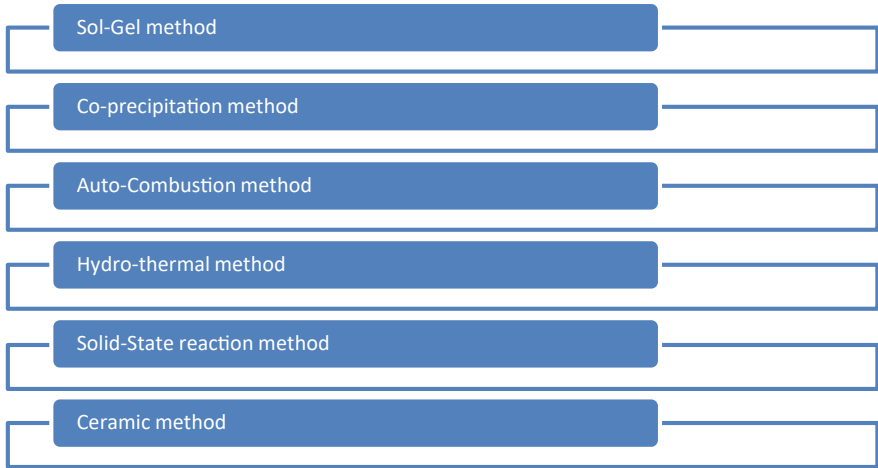 Sol-Gel method
Co-precipitation method
Auto-Combustion method
Hydro-thermal method
Solid-State reaction method
Ceramic method